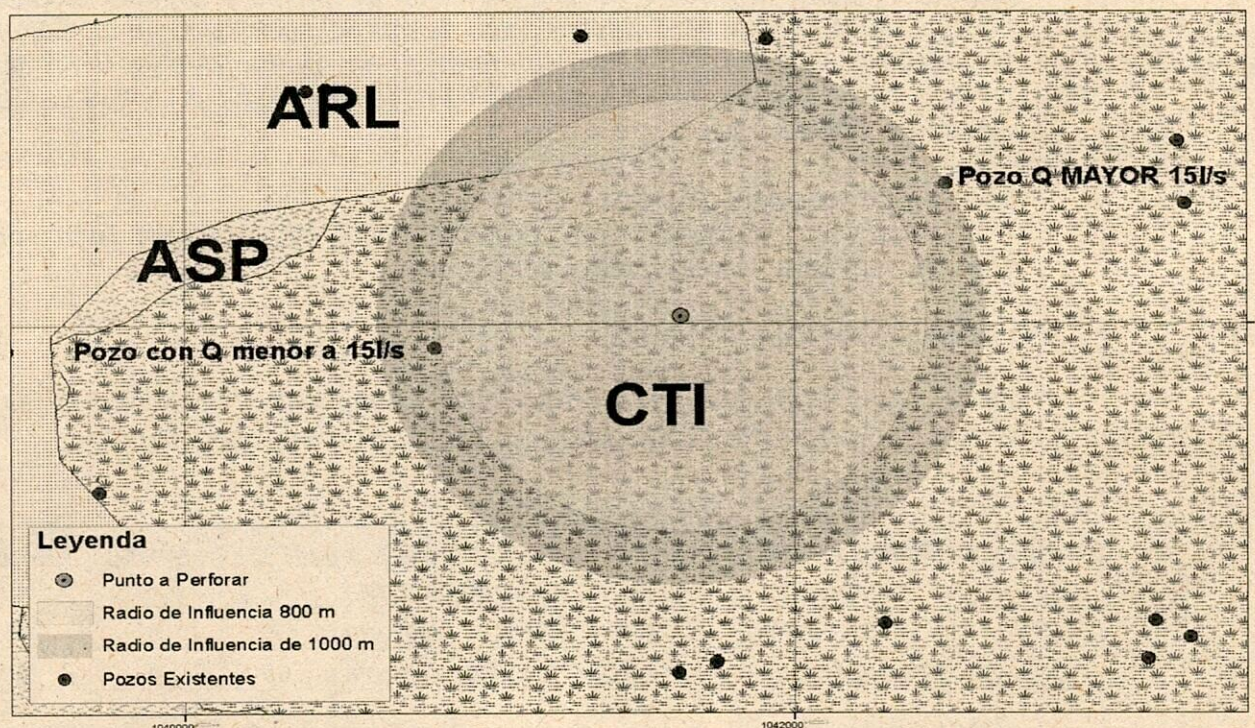 ARL
Pozo Q MAYOR 15l/s
ASP
Pozo con Q menor a 15l/s
CTI
Leyenda
Punto a Perforar
Radio de Influencia 800 m
Radio de Influencia de 1000 m
Pozos Existentes
1042000